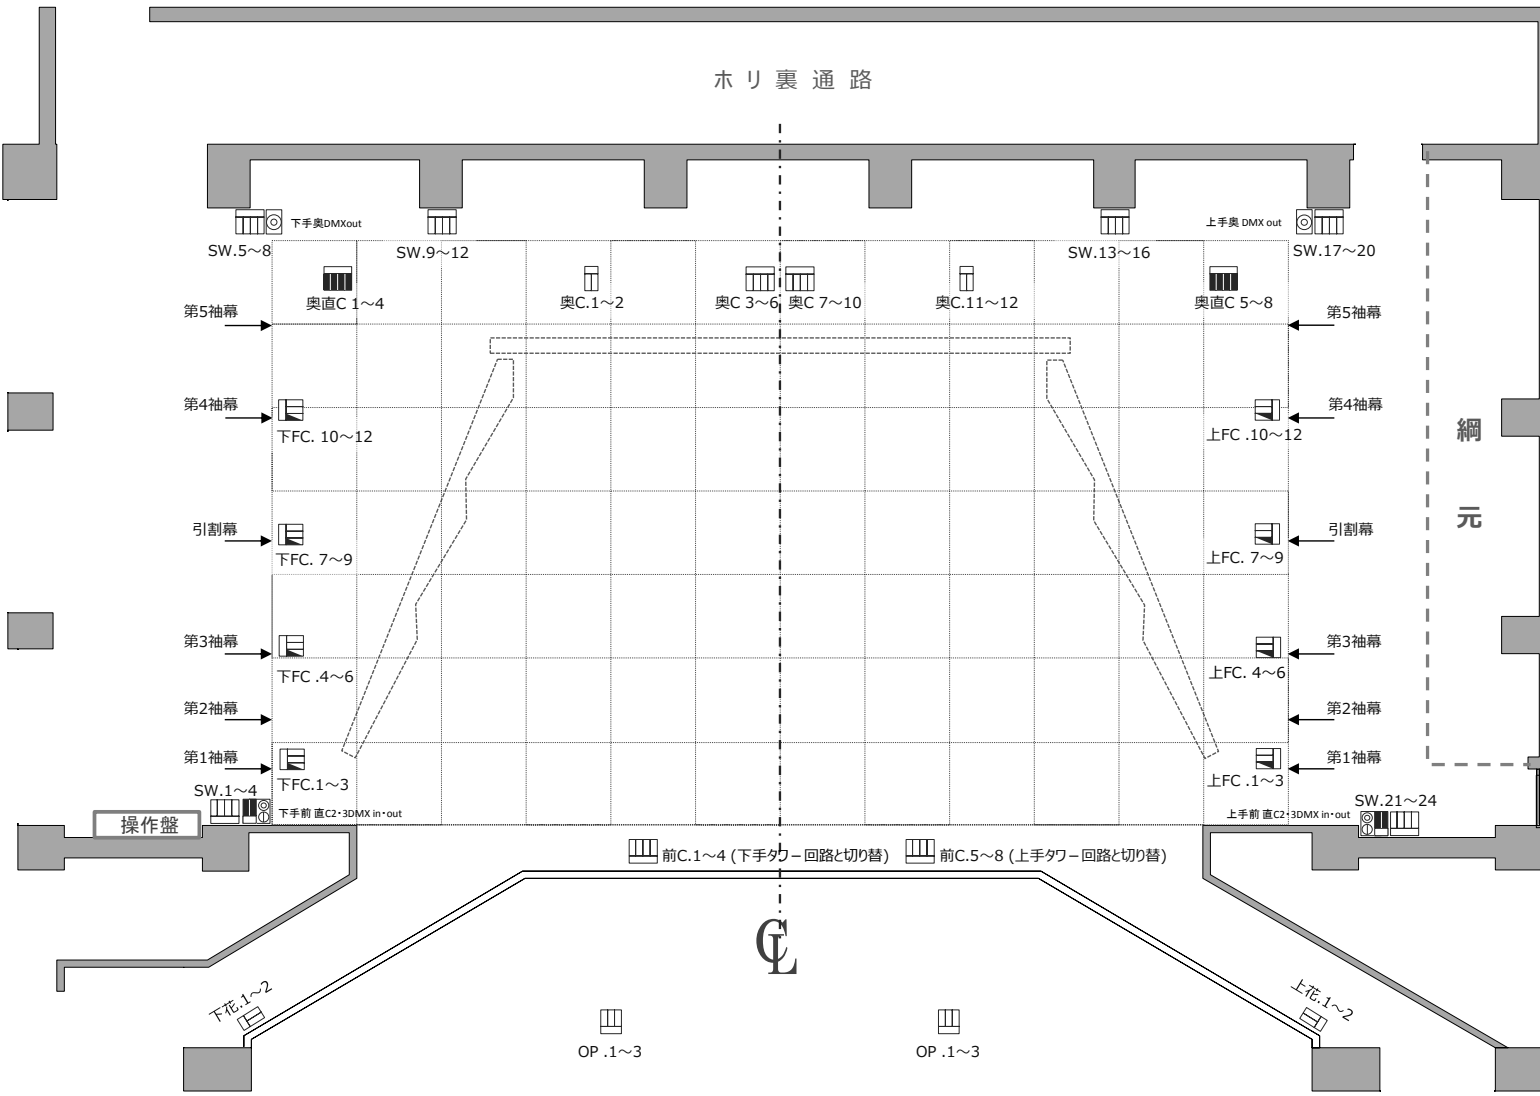 ホリ裏通路
下手奥DMXout
上手奥 DMX out
SW.5～8
SW.9～12
SW.13～16
SW.17～20
奥直C 1～4
奥C.1～2
奥C 3～6
奥C 7～10
奥C.11～12
奥直C 5～8
第5袖幕
第5袖幕
第4袖幕
第4袖幕
下FC. 10～12
上FC .10～12
綱元
引割幕
引割幕
下FC. 7～9
上FC. 7～9
第3袖幕
第3袖幕
下FC .4～6
上FC. 4～6
第2袖幕
第2袖幕
第1袖幕
第1袖幕
下FC.1～3
上FC .1～3
SW.1～4
SW.21～24
下手前 直C2・3DMX in・out
上手前 直C2・3DMX in・out
操作盤
前C.1～4 (下手タワー回路と切り替)
前C.5～8 (上手タワー回路と切り替)
CL
下花.1～2
上花.1～2
OP .1～3
OP .1～3